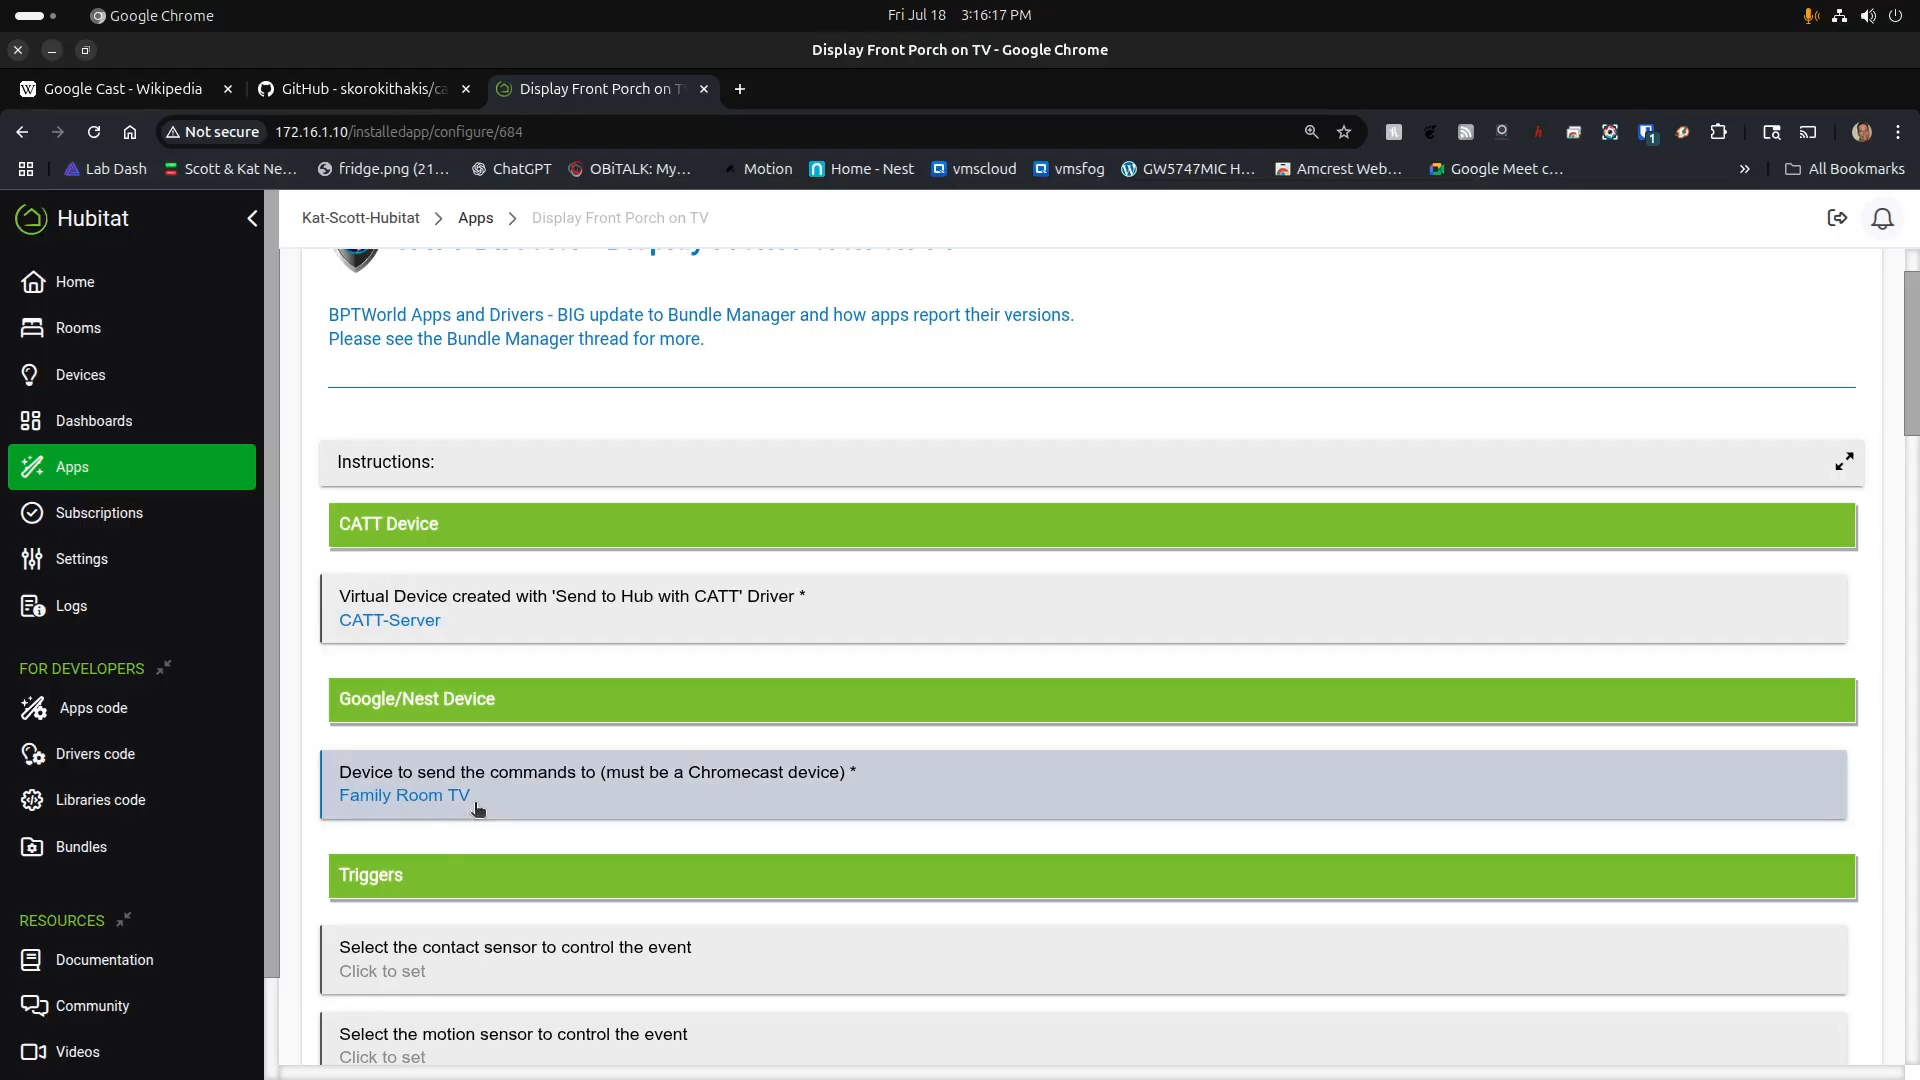 Google Chrome
Fri Jul 18 3:16:17 PM
Display Front Porch on TV - Google Chrome
Google Cast - Wikipedia
GitHub - skorokithakis/ca
Display Front Porch on T
Not secure
172.16.1.10/installedapp/configure/684
1
Lab Dash
Scott & Kat Ne...
fridge.png (21...
ChatGPT
OBiTALK: My...
Motion
Home - Nest
vmscloud
vmsfog
GW5747MIC H...
Amcrest Web...
Google Meet c...
All Bookmarks
Hubitat
Home
Rooms
Devices
Dashboards
Apps
Subscriptions
Settings
Logs
FOR DEVELOPERS
Apps code
Drivers code
Libraries code
Bundles
RESOURCES
Documentation
Community
Videos
Kat-Scott-Hubitat > Apps > Display Front Porch on TV
BPTWorld Apps and Drivers - BIG update to Bundle Manager and how apps report their versions.
Please see the Bundle Manager thread for more.
Instructions:
CATT Device
Virtual Device created with 'Send to Hub with CATT' Driver *
CATT-Server
Google/Nest Device
Device to send the commands to (must be a Chromecast device) *
Family Room TV
Triggers
Select the contact sensor to control the event
Click to set
Select the motion sensor to control the event
Click to set